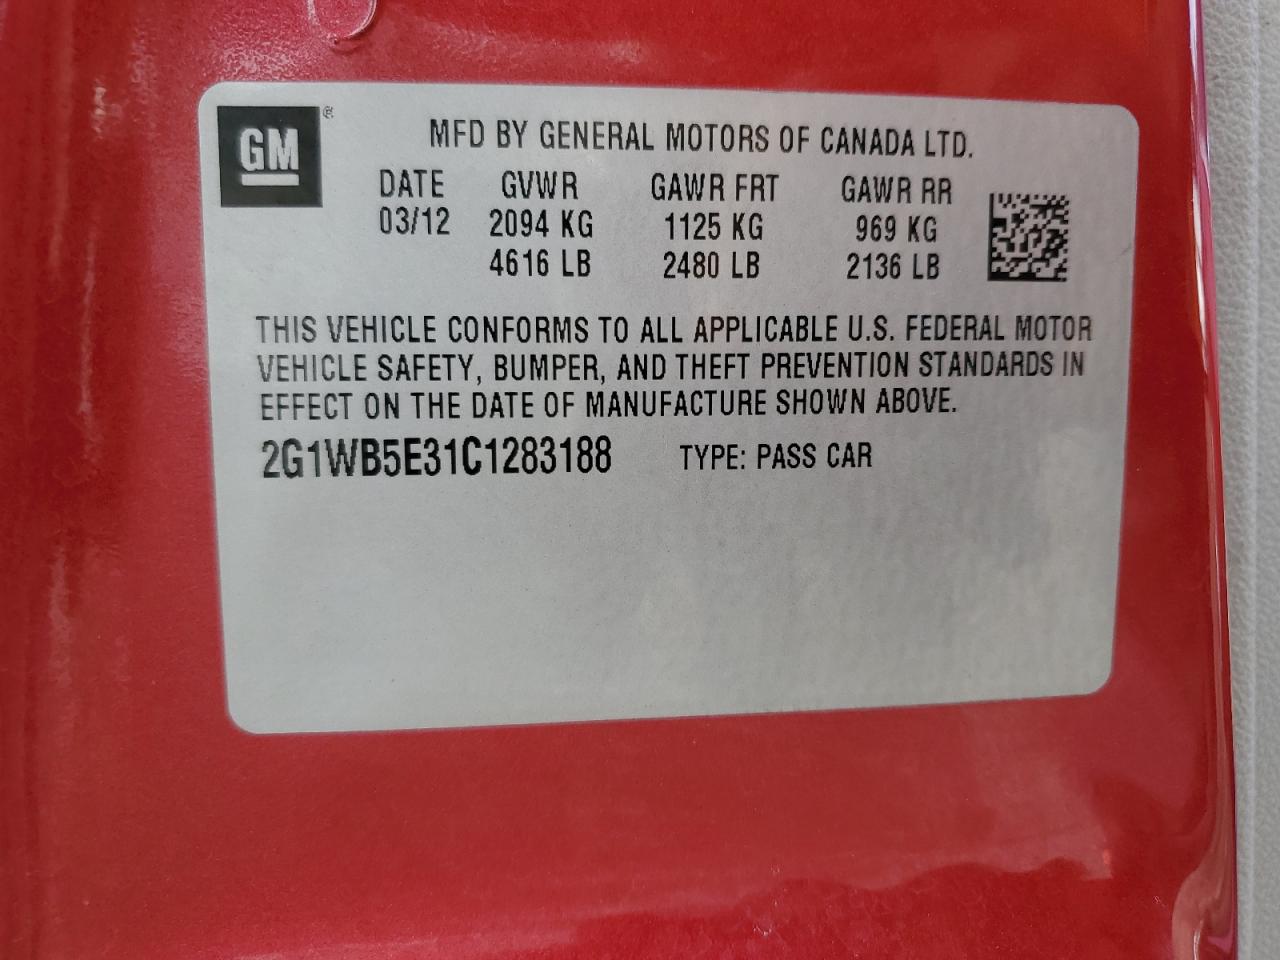 GM®
MFD BY GENERAL MOTORS OF CANADA LTD.
DATE GVWR GAWR FRT GAWR RR
03/12 2094 KG 1125 KG 969 KG
4616 LB 2480 LB 2136 LB
THIS VEHICLE CONFORMS TO ALL APPLICABLE U.S. FEDERAL MOTOR
VEHICLE SAFETY, BUMPER, AND THEFT PREVENTION STANDARDS IN
EFFECT ON THE DATE OF MANUFACTURE SHOWN ABOVE.
2G1WB5E31C1283188 TYPE: PASS CAR